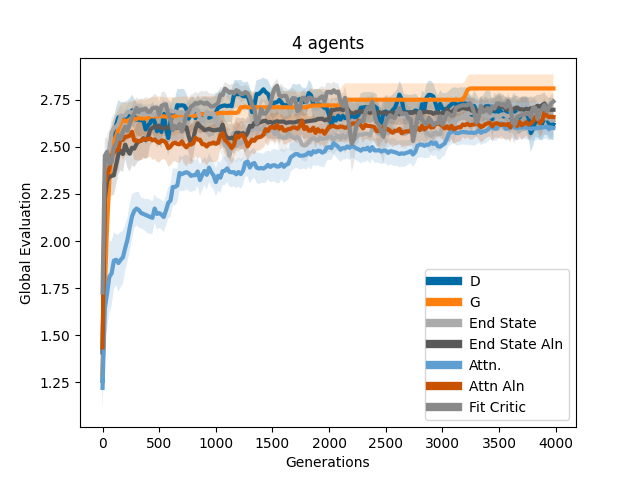 4 agents
Global Evaluation
2.75
2.50
2.25
2.00
1.75
1.50
1.25
D
G
End State
End State Aln
Attn.
Attn Aln
Fit Critic
0 500 1000 1500 2000 2500 3000 3500 4000
Generations